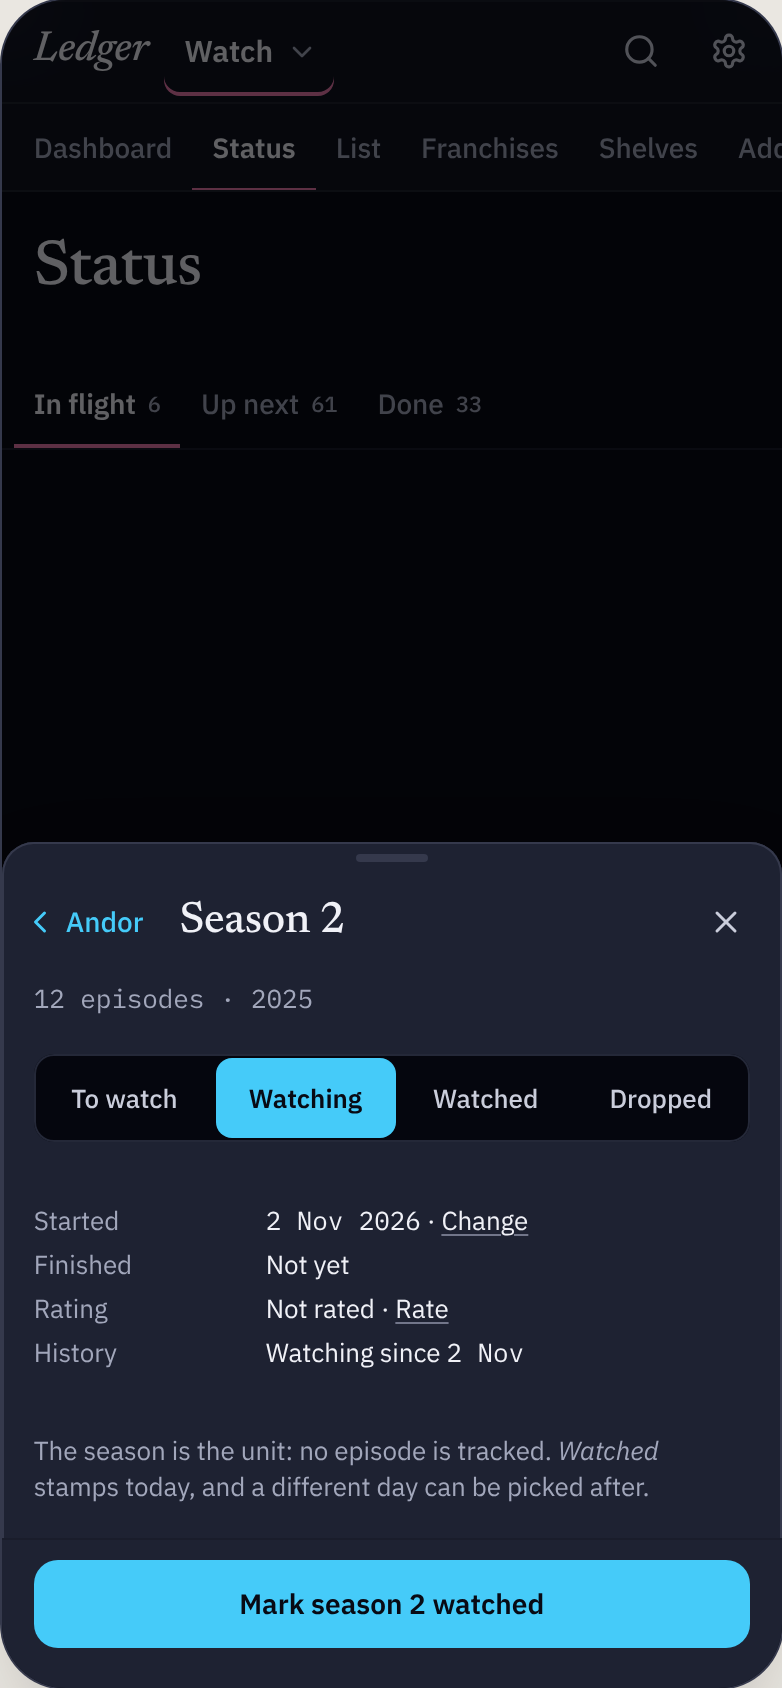 Ledger Watch
Dashboard Status List Franchises Shelves Add
Status
In flight 6 Up next 61 Done 33
Andor Season 2
12 episodes · 2025
To watch Watching Watched Dropped
Started 2 Nov 2026 · Change
Finished Not yet
Rating Not rated · Rate
History Watching since 2 Nov
The season is the unit: no episode is tracked. Watched
stamps today, and a different day can be picked after.
Mark season 2 watched